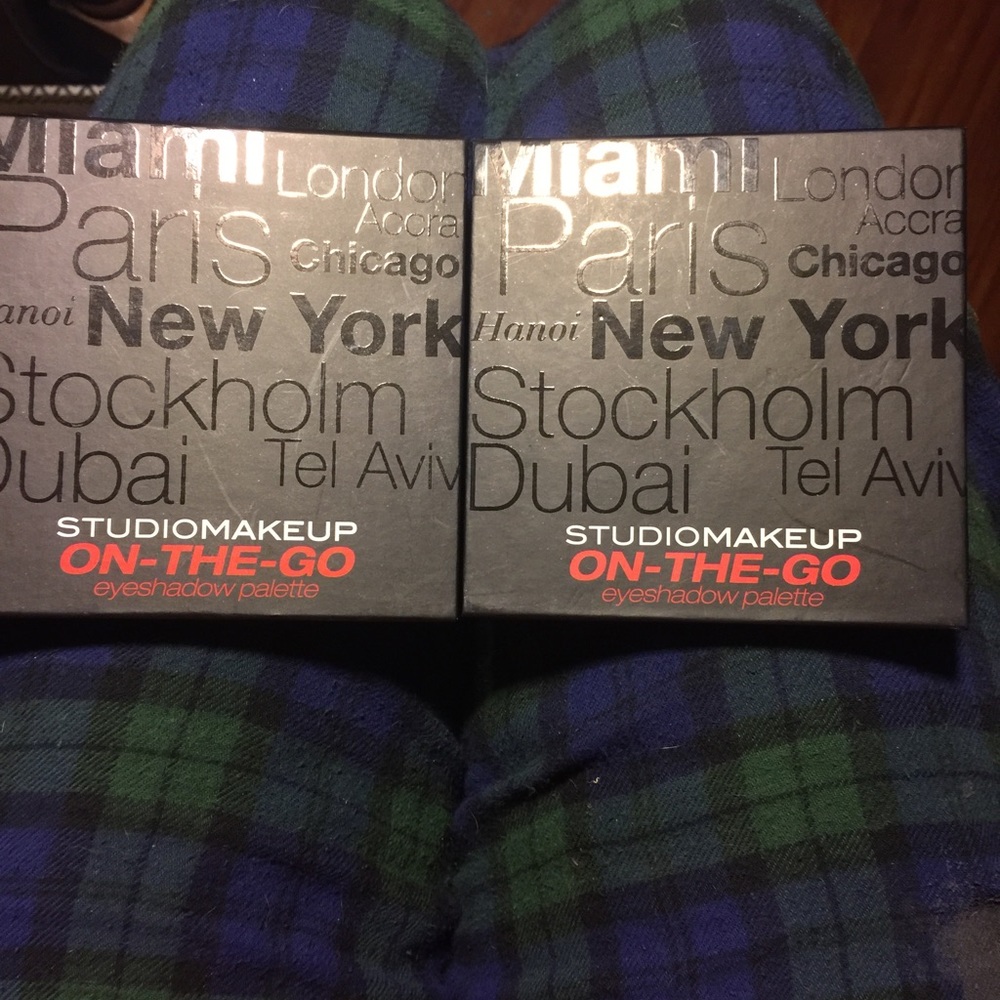 Miami
London
Accra
Paris
Chicago
anoi New York
Stockholm
Dubai
Tel Aviv
STUDIOMAKEUP
ON-THE-GO
eyeshadow palette
Miami
London
Accra
Paris
Chicago
Hanoi New York
Stockholm
Dubai
Tel Aviv
STUDIOMAKEUP
ON-THE-GO
eyeshadow palette